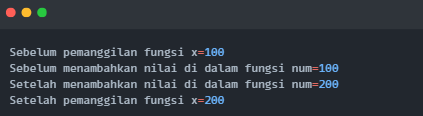 Sebelum pemanggilan fungsi x=100
Sebelum menambahkan nilai di dalam fungsi num=100
Setelah menambahkan nilai di dalam fungsi num=200
Setelah pemanggilan fungsi x=200